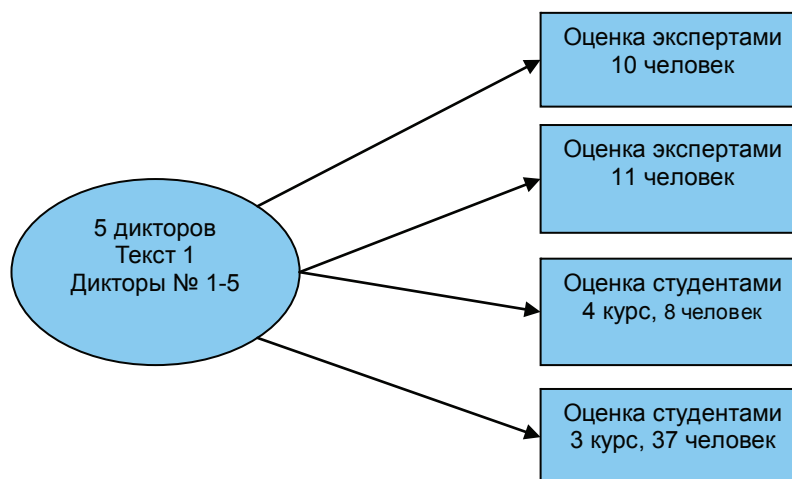 5 дикторов
Текст 1
Дикторы № 1-5
Оценка экспертами
10 человек
Оценка экспертами
11 человек
Оценка студентами
4 курс, 8 человек
Оценка студентами
3 курс, 37 человек